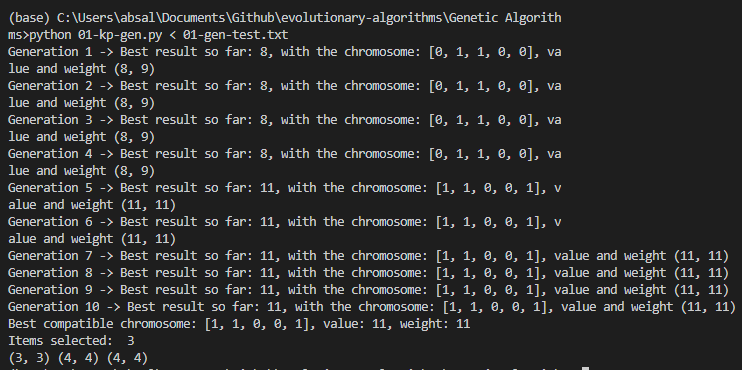 (base) C:\Users\absal\Documents\Github\evolutionary-algorithms\Genetic Algorith
ms>python 01-kp-gen.py < 01-gen-test.txt
Generation 1 -> Best result so far: 8, with the chromosome: [0, 1, 1, 0, 0], va
lue and weight (8, 9)
Generation 2 -> Best result so far: 8, with the chromosome: [0, 1, 1, 0, 0], va
lue and weight (8, 9)
Generation 3 -> Best result so far: 8, with the chromosome: [0, 1, 1, 0, 0], va
lue and weight (8, 9)
Generation 4 -> Best result so far: 8, with the chromosome: [0, 1, 1, 0, 0], va
lue and weight (8, 9)
Generation 5 -> Best result so far: 11, with the chromosome: [1, 1, 0, 0, 1], v
alue and weight (11, 11)
Generation 6 -> Best result so far: 11, with the chromosome: [1, 1, 0, 0, 1], v
alue and weight (11, 11)
Generation 7 -> Best result so far: 11, with the chromosome: [1, 1, 0, 0, 1], value and weight (11, 11)
Generation 8 -> Best result so far: 11, with the chromosome: [1, 1, 0, 0, 1], value and weight (11, 11)
Generation 9 -> Best result so far: 11, with the chromosome: [1, 1, 0, 0, 1], value and weight (11, 11)
Generation 10 -> Best result so far: 11, with the chromosome: [1, 1, 0, 0, 1], value and weight (11, 11)
Best compatible chromosome: [1, 1, 0, 0, 1], value: 11, weight: 11
Items selected:  3
(3, 3) (4, 4) (4, 4)